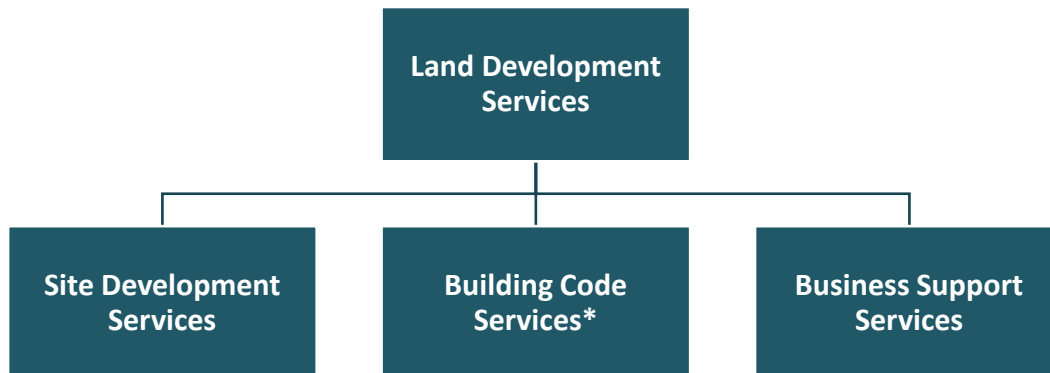 Land Development
Services
Site Development
Services
Building Code
Services*
Business Support
Services